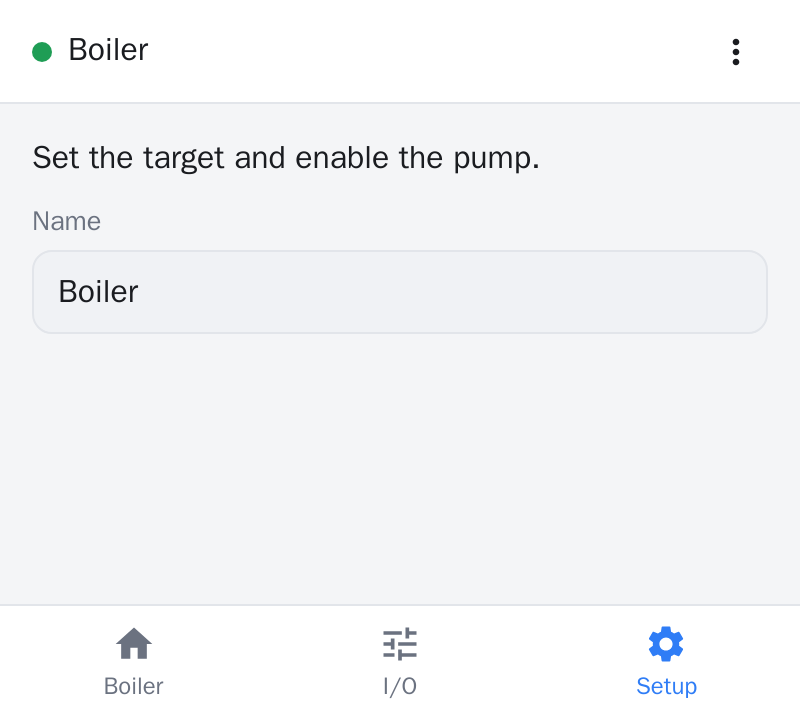 Boiler
Set the target and enable the pump.
Name
Boiler
Boiler
I/O
Setup